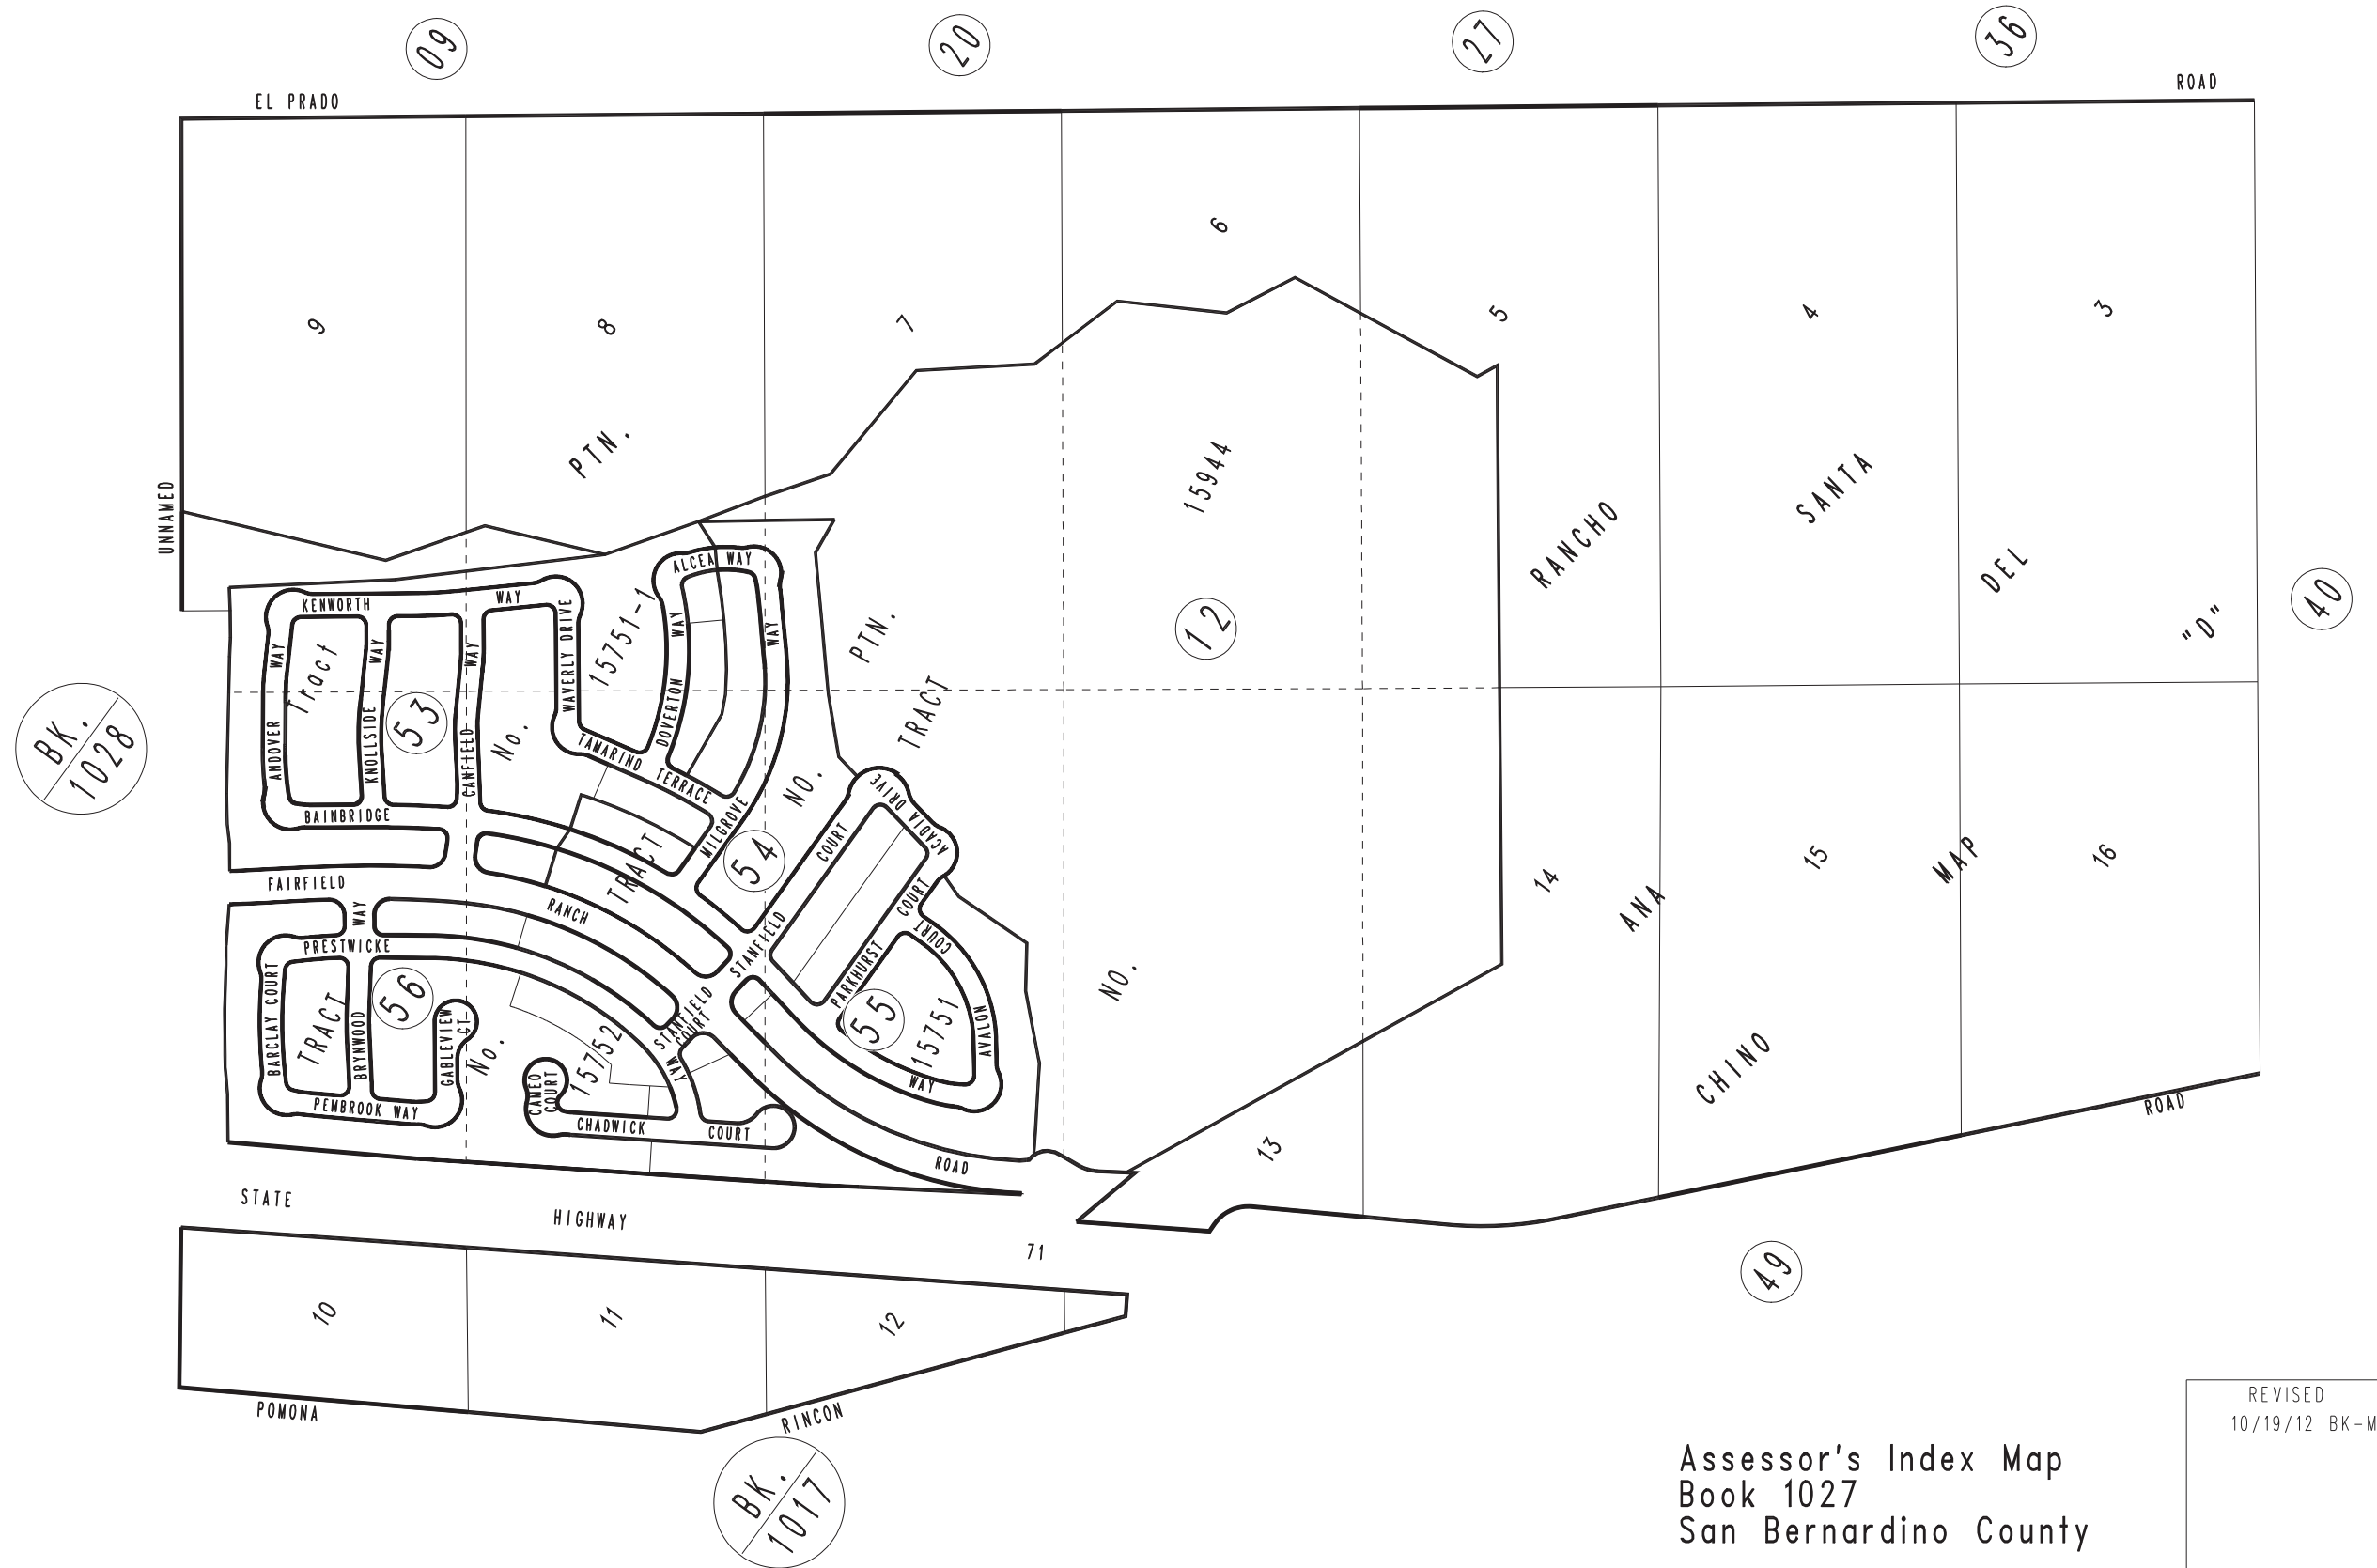 09
20
27
36
EL PRADO
ROAD
9
8
7
6
5
4
3
PTN.
UNNAMED
15944
RANCHO
SANTA
DEL
"D"
12
40
ALCEA WAY
KENWORTH
WAY
WAVERLY DRIVE
15751-1
WAY
WAY
PTN.
Tract
WAY
WAY
WAY
53
No.
DOVERTON
TRACT
ANDOVER
KNOLLSIDE
CANFIELD
TAMARIND TERRACE
NO.
BK.
1028
BAINBRIDGE
MILGROVE
54
COURT
ACADIA DRIVE
TRACT
FAIRFIELD
RANCH
WAY
STANFIELD
COURT
COURT
14
15
16
ANA
MAP
PRESTWICKE
BARCLAY COURT
TRACT
BRYNWOOD
56
GABLEVIEW
CT
No.
15752
STANFIELD
COURT
WAY
PARKHURST
55
15751
AVALON
WAY
NO.
CHINO
CAMEO
COURT
PEMBROOK WAY
CHADWICK
COURT
ROAD
13
ROAD
STATE
HIGHWAY
71
49
10
11
12
POMONA
RINCON
BK.
1017
REVISED
10/19/12 BK-M
Assessor's Index Map
Book 1027
San Bernardino County